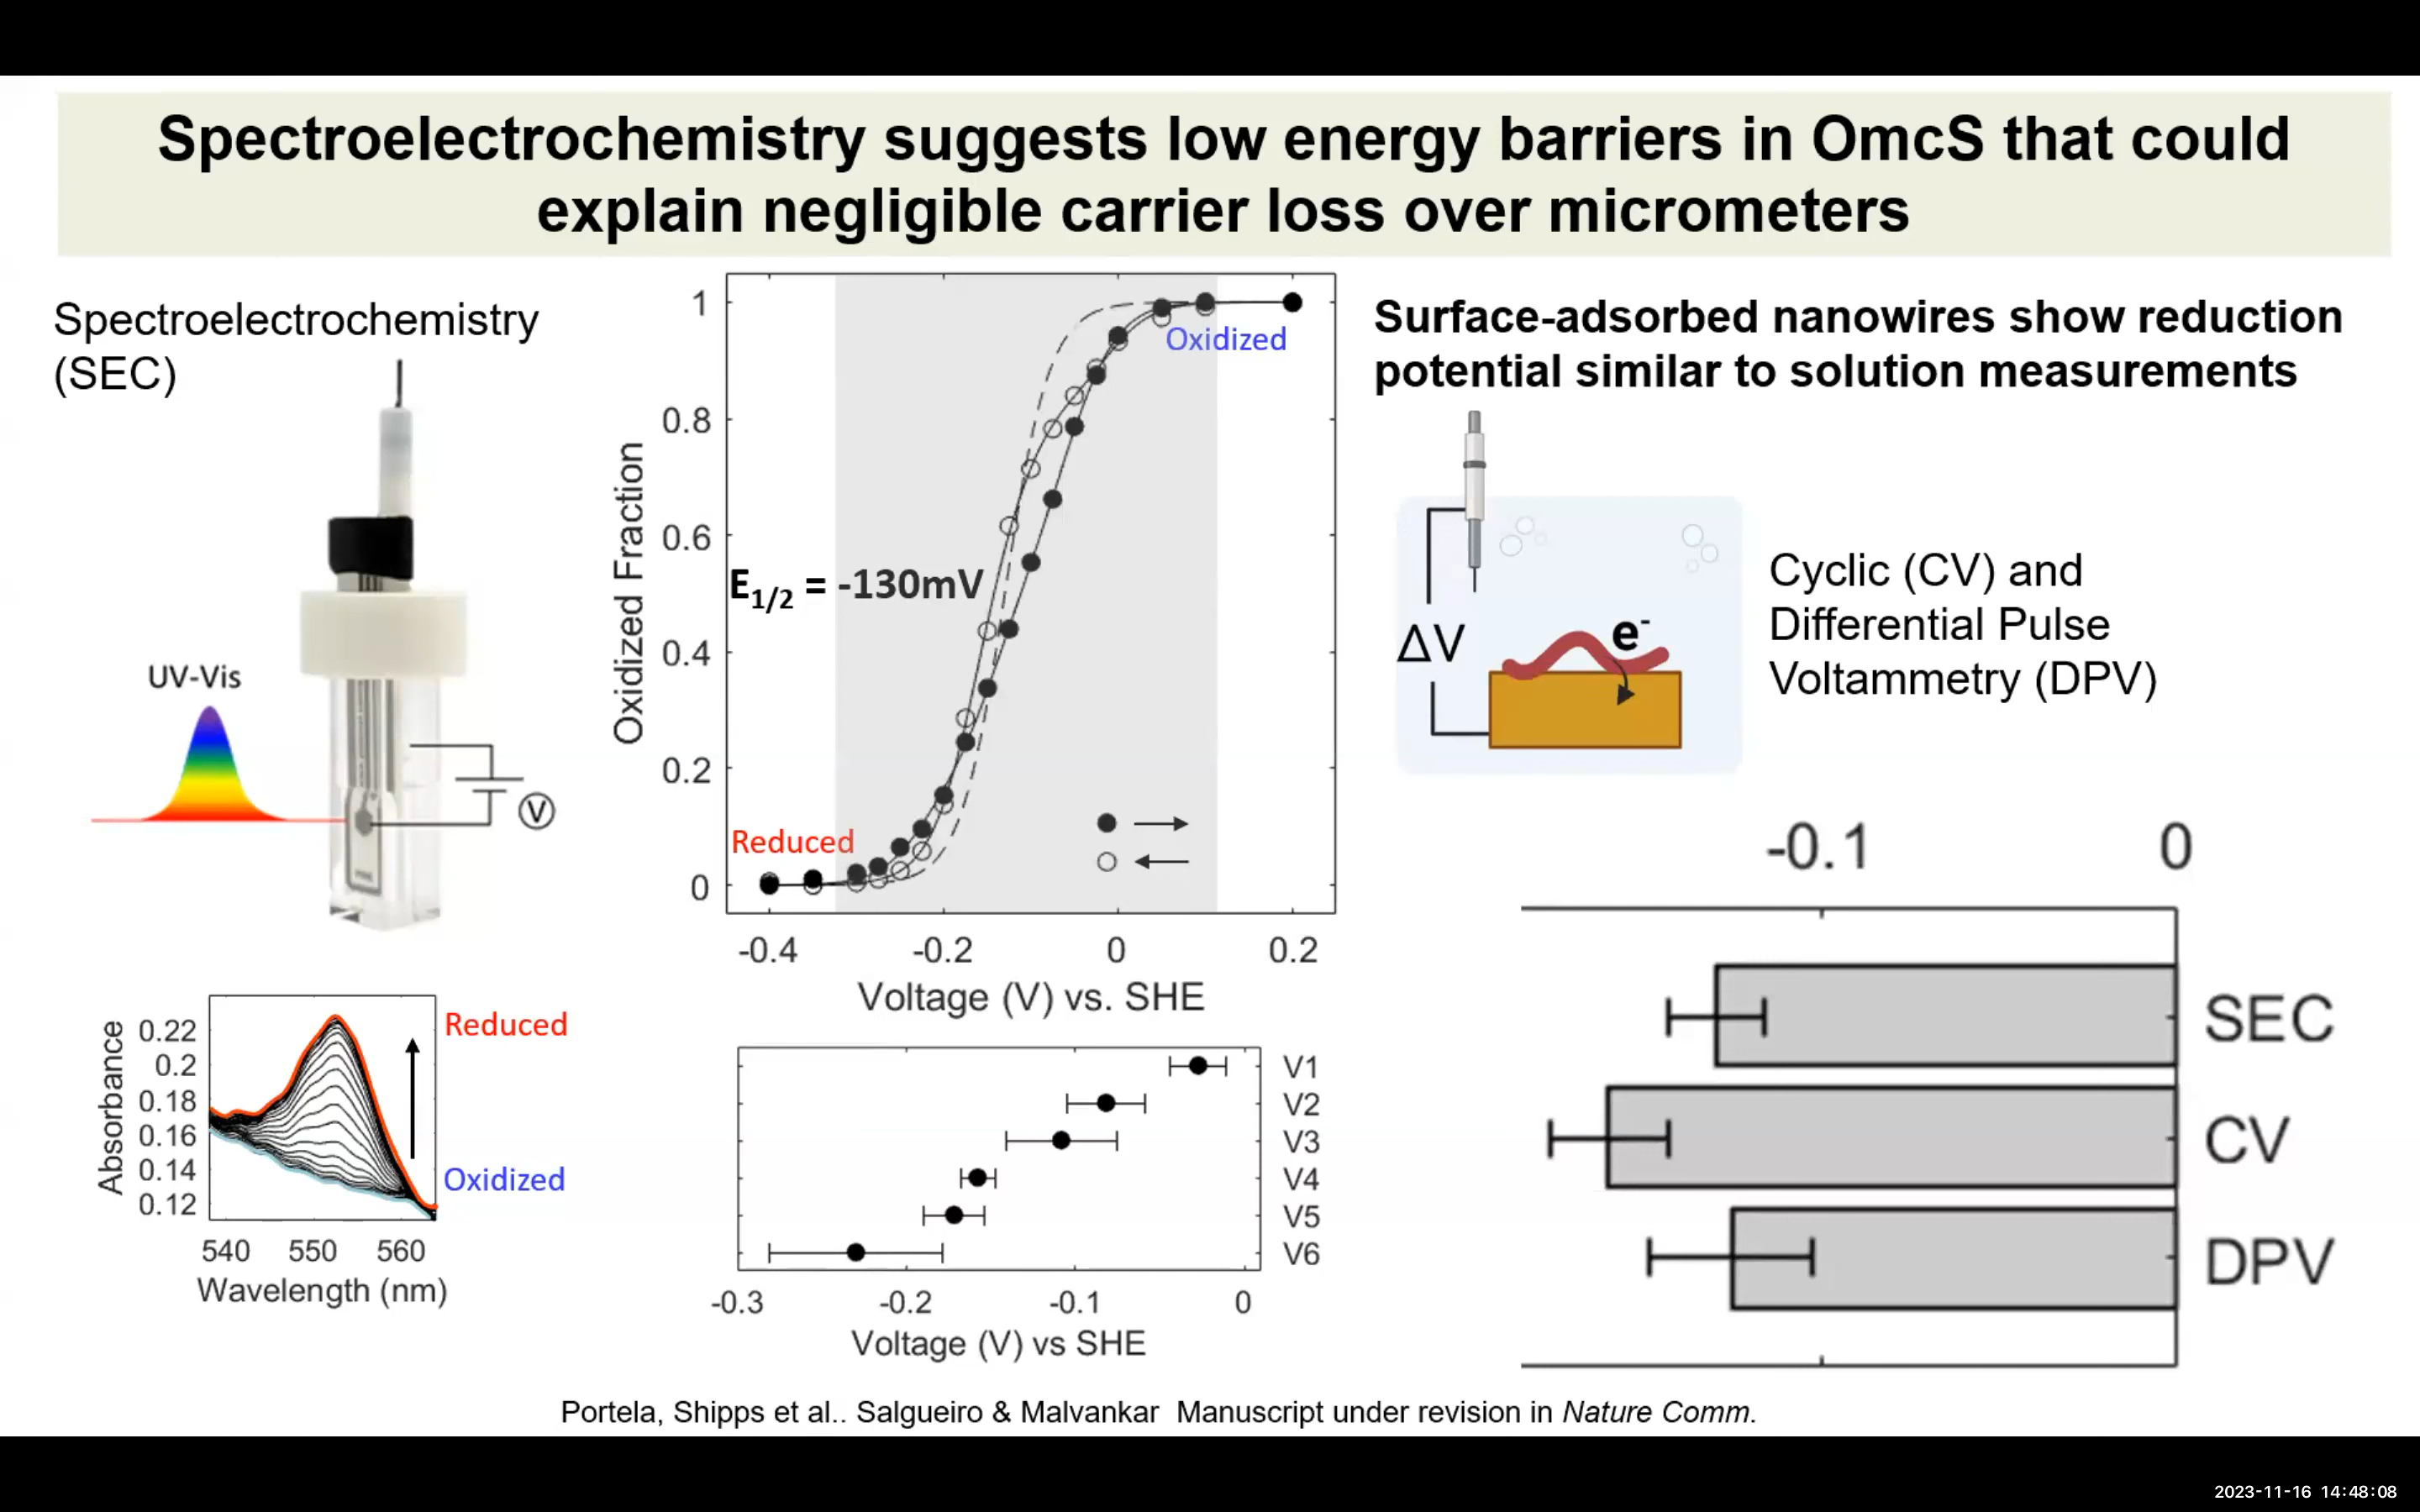 Spectroelectrochemistry suggests low energy barriers in OmcS that could
explain negligible carrier loss over micrometers
Spectroelectrochemistry
(SEC)
UV-Vis
V
Absorbance
0.22
0.2
0.18
0.16
0.14
0.12
540 550 560
Wavelength (nm)
Reduced
Oxidized
Oxidized Fraction
1
0.8
0.6
0.4
0.2
0
Oxidized
E1/2 = -130mV
Reduced
-0.4 -0.2 0 0.2
Voltage (V) vs. SHE
V1
V2
V3
V4
V5
V6
-0.3 -0.2 -0.1 0
Voltage (V) vs SHE
Surface-adsorbed nanowires show reduction
potential similar to solution measurements
ΔV
e-
Cyclic (CV) and
Differential Pulse
Voltammetry (DPV)
-0.1 0
SEC
CV
DPV
Portela, Shipps et al.. Salgueiro & Malvankar Manuscript under revision in Nature Comm.
2023-11-16 14:48:08